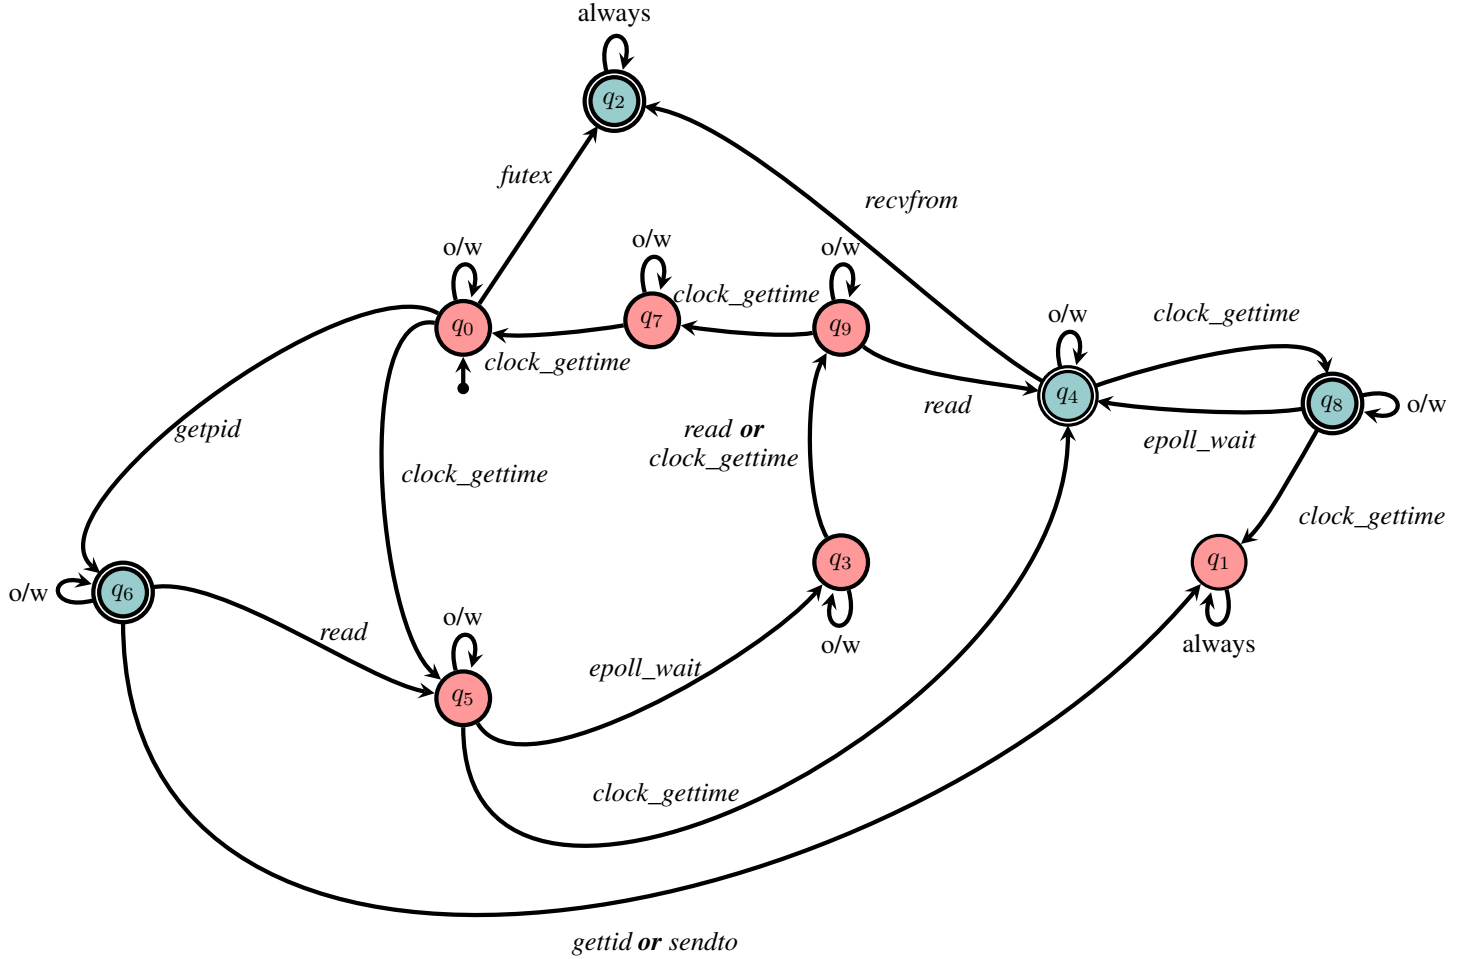 always
q2
futex
recvfrom
o/w
o/w
o/w
clock_gettime
q0
q7
q9
clock_gettime
o/w
clock_gettime
q4
q8
o/w
read
getpid
read or
clock_gettime
epoll_wait
clock_gettime
clock_gettime
q3
q1
o/w
q6
o/w
read
o/w
always
epoll_wait
q5
clock_gettime
gettid or sendto